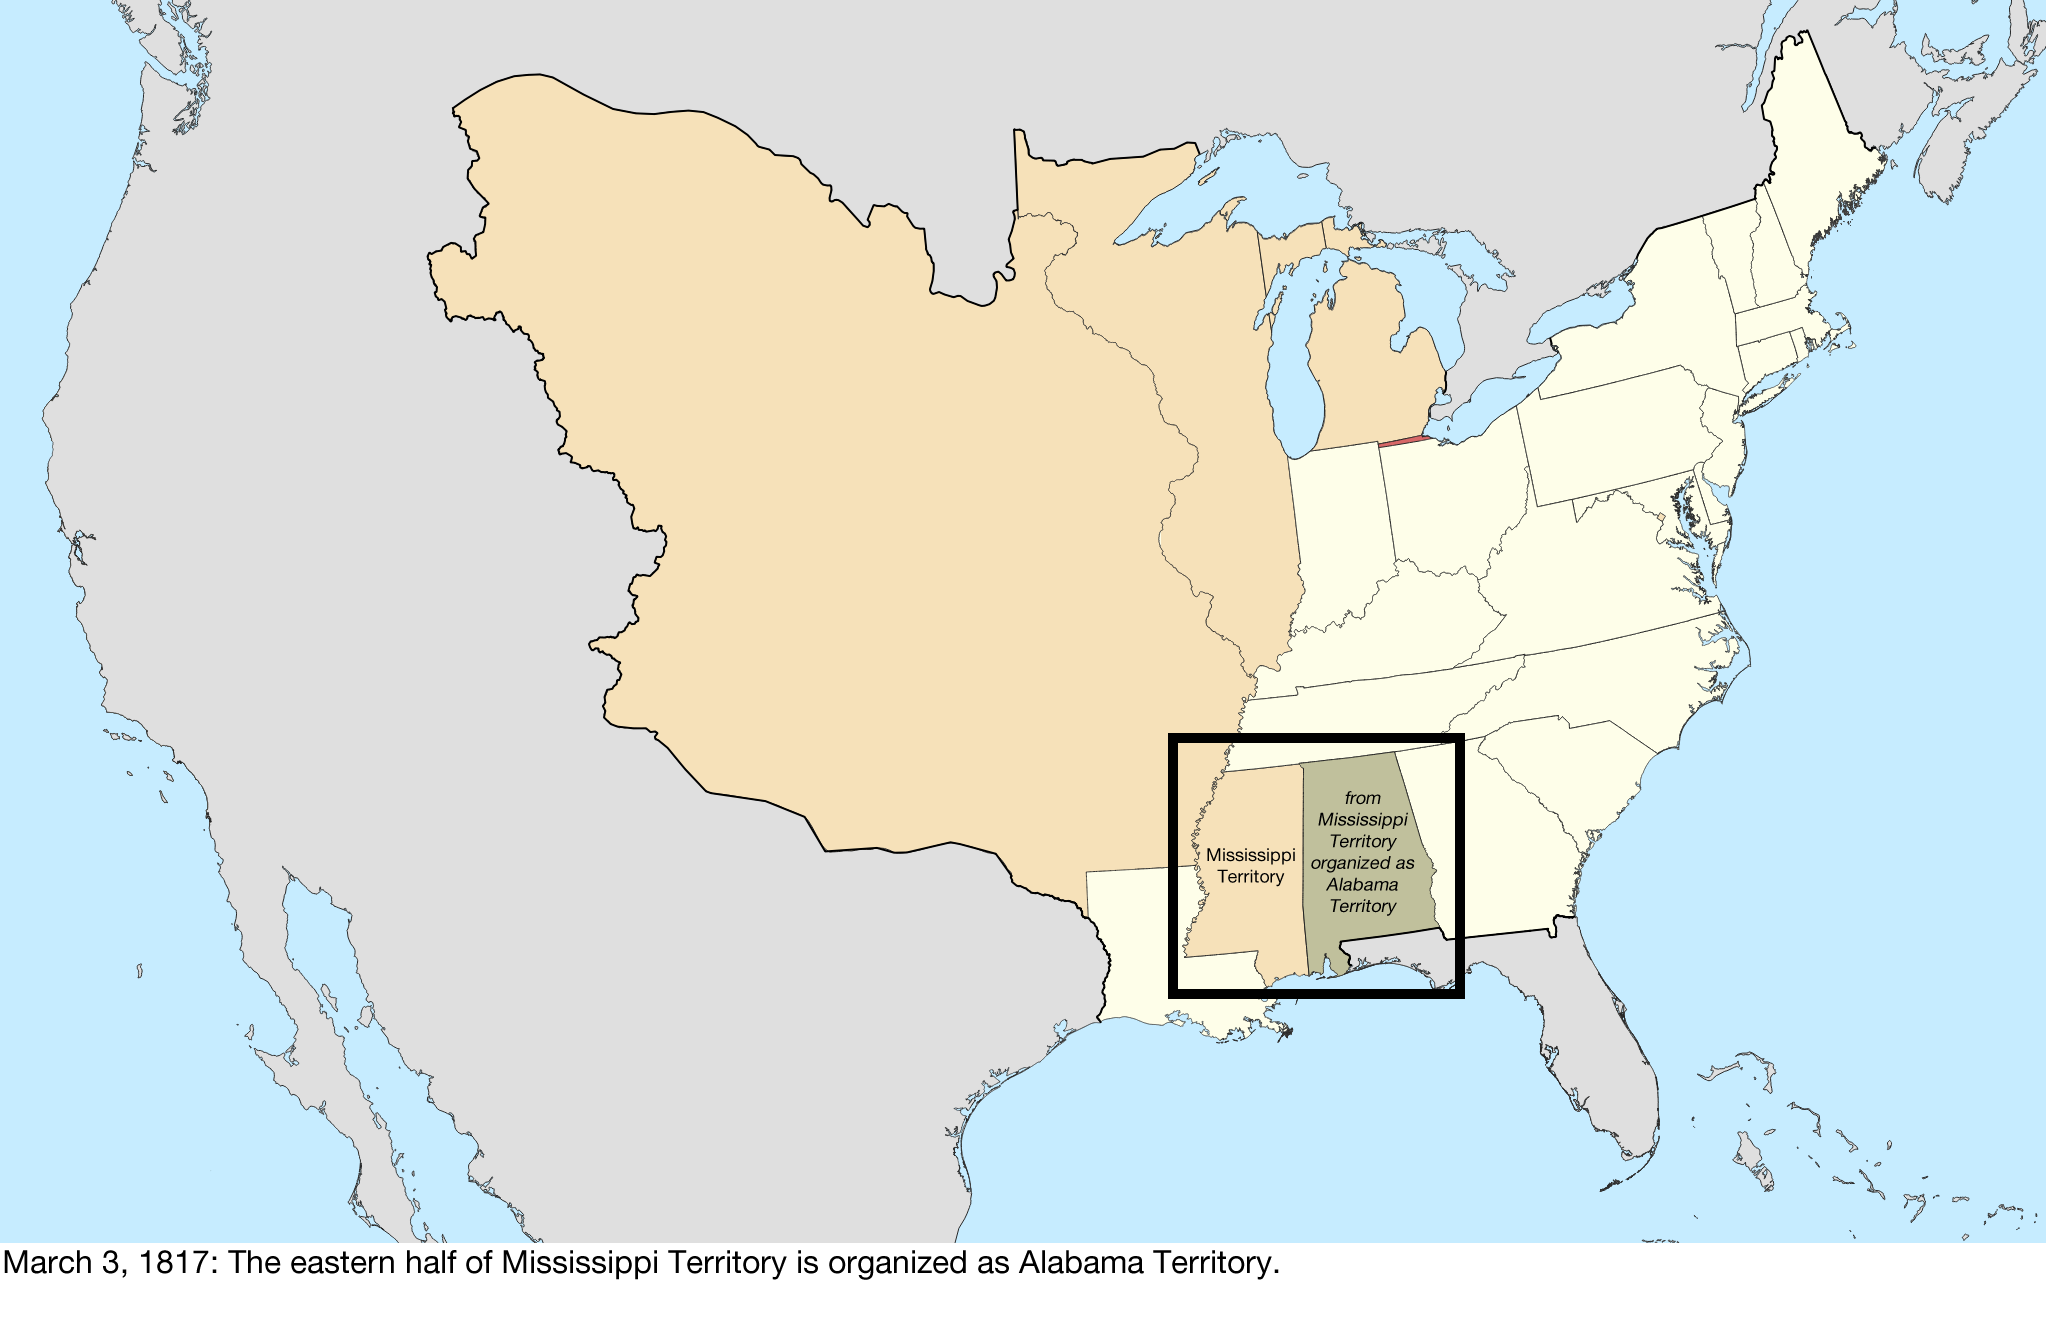 from
Mississippi
Territory
organized as
Alabama
Territory
Mississippi
Territory
March 3, 1817: The eastern half of Mississippi Territory is organized as Alabama Territory.